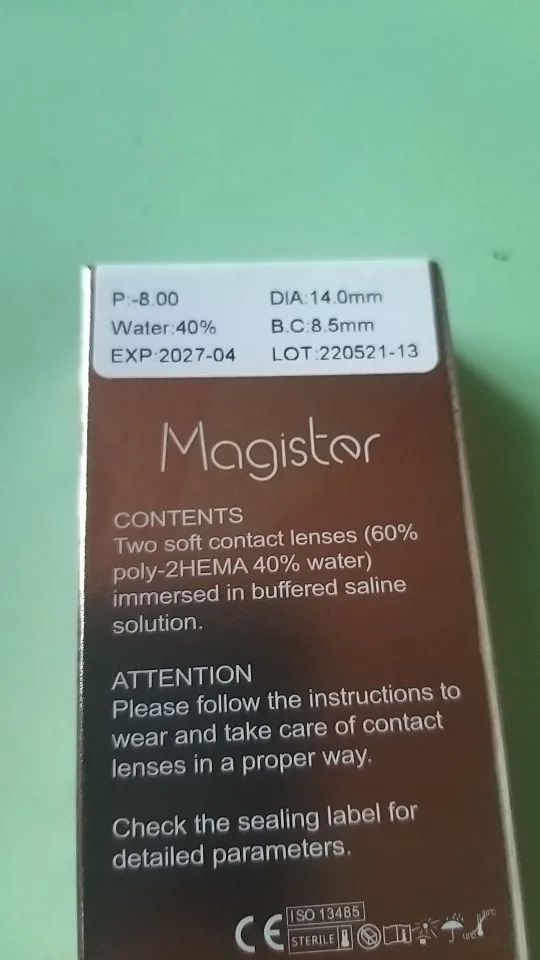 P:-8.00 DIA:14.0mm
Water:40% B.C:8.5mm
EXP:2027-04 LOT:220521-13
Magister
CONTENTS
Two soft contact lenses (60%
poly-2HEMA 40% water)
immersed in buffered saline
solution.
ATTENTION
Please follow the instructions to
wear and take care of contact
lenses in a proper way.
Check the sealing label for
detailed parameters.
CE ISO 13485
STERILE